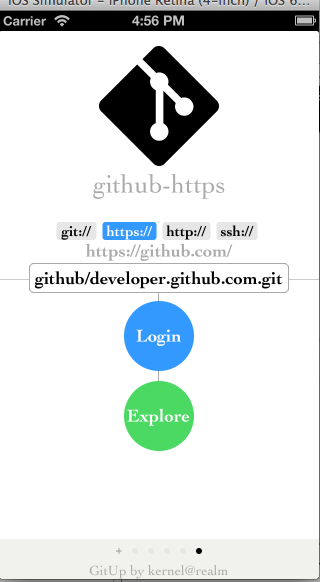 iOS Simulator – iPhone Retina (4-inch) / iOS 6...
Carrier 4:56 PM
github-https
git:// https:// http:// ssh://
https://github.com/
github/developer.github.com.git
Login
Explore
+
GitUp by kernel@realm